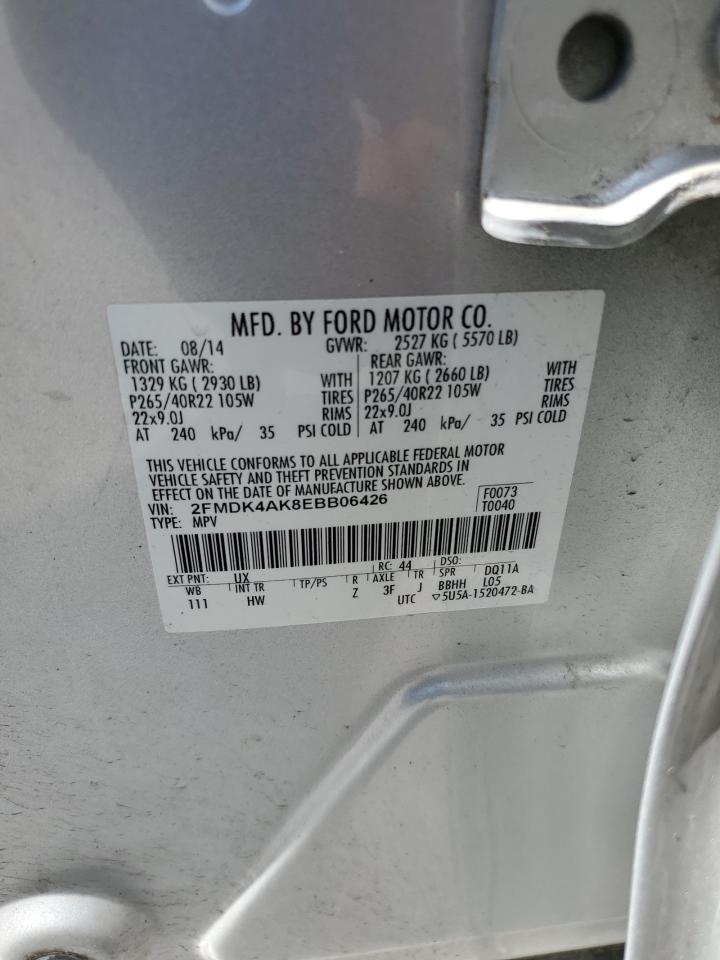 MFD. BY FORD MOTOR CO.
DATE: 08/14 GVWR: 2527 KG ( 5570 LB)
FRONT GAWR: REAR GAWR:
1329 KG ( 2930 LB) WITH 1207 KG ( 2660 LB) WITH
P265/40R22 105W TIRES P265/40R22 105W TIRES
22x9.0J RIMS 22x9.0J RIMS
AT 240 kPa/ 35 PSI COLD AT 240 kPa/ 35 PSI COLD
THIS VEHICLE CONFORMS TO ALL APPLICABLE FEDERAL MOTOR
VEHICLE SAFETY AND THEFT PREVENTION STANDARDS IN
EFFECT ON THE DATE OF MANUFACTURE SHOWN ABOVE.
VIN: 2FMDK4AK8EBB06426 F0073
TYPE: MPV T0040
EXT PNT: UX RC: 44 DSO:
WB INT TR TP/PS R AXLE TR SPR DQ11A
111 HW Z 3F J BBHH L05
UTC ▽5U5A-1520472-BA